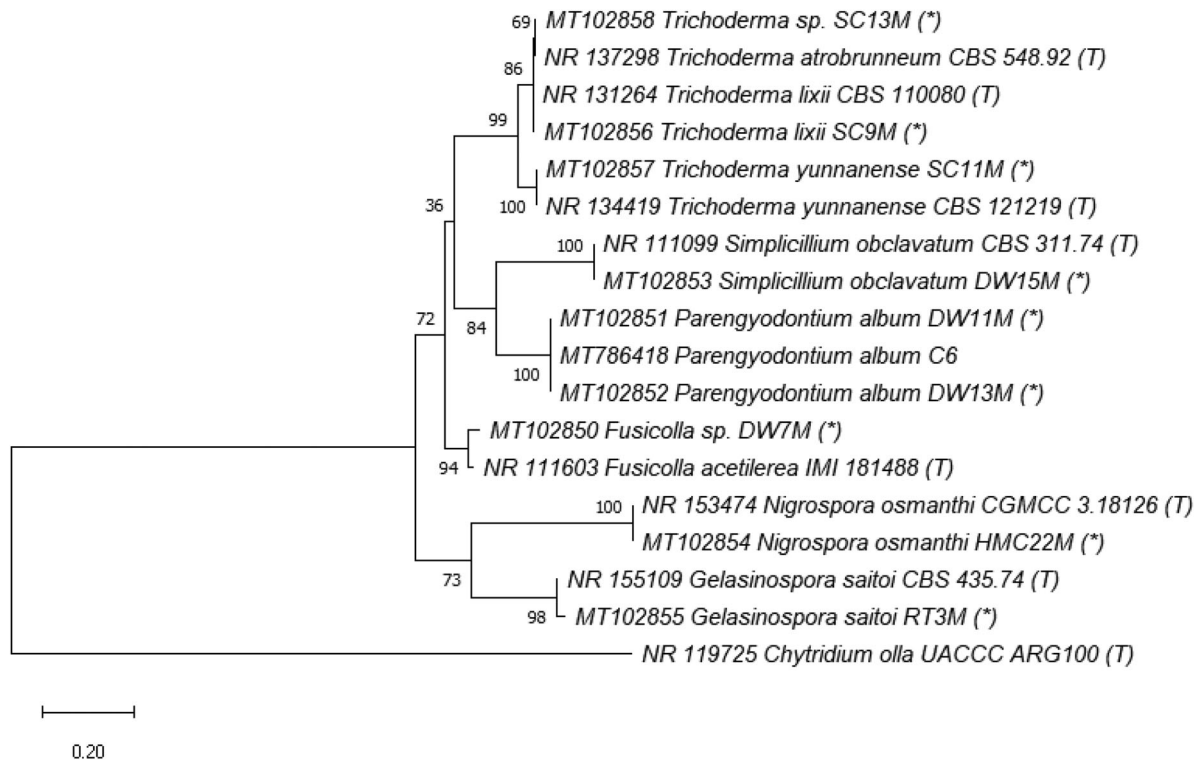 69
MT102858 Trichoderma sp. SC13M (*)
NR 137298 Trichoderma atrobrunneum CBS 548.92 (T)
86
NR 131264 Trichoderma lixii CBS 110080 (T)
99
MT102856 Trichoderma lixii SC9M (*)
MT102857 Trichoderma yunnanense SC11M (*)
100
NR 134419 Trichoderma yunnanense CBS 121219 (T)
36
100
NR 111099 Simplicillium obclavatum CBS 311.74 (T)
MT102853 Simplicillium obclavatum DW15M (*)
72
84
MT102851 Parengyodontium album DW11M (*)
MT786418 Parengyodontium album C6
100
MT102852 Parengyodontium album DW13M (*)
MT102850 Fusicolla sp. DW7M (*)
94
NR 111603 Fusicolla acetilerea IMI 181488 (T)
100
NR 153474 Nigrospora osmanthi CGMCC 3.18126 (T)
MT102854 Nigrospora osmanthi HMC22M (*)
73
NR 155109 Gelasinospora saitoi CBS 435.74 (T)
98
MT102855 Gelasinospora saitoi RT3M (*)
NR 119725 Chytridium olla UACCC ARG100 (T)
0.20